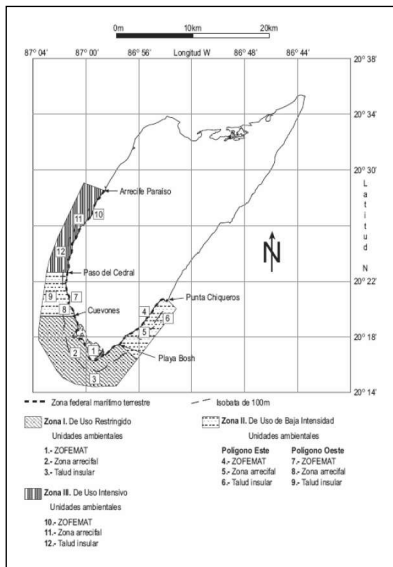 0m 10km 20km
87° 04' 87° 00' 86° 56' Longitud W 86° 48' 86° 44'
20° 38'
20° 34'
20° 30'
Latitud N
20° 22'
20° 18'
20° 14'
Arrecife Paraíso
11 10
12
Paso del Cedral
9 7
8
Cuevones
Punta Chiqueros
4
5 6
N
1
2
Playa Bosh
3
Zona federal marítimo terrestre
Isobata de 100m
Zona I. De Uso Restringido
Unidades ambientales
1.- ZOFEMAT
2.- Zona arrecifal
3.- Talud insular
Zona II. De Uso de Baja Intensidad
Unidades ambientales
Polígono Este Polígono Oeste
4.- ZOFEMAT 7.- ZOFEMAT
5.- Zona arrecifal 8.- Zona arrecifal
6.- Talud insular 9.- Talud insular
Zona III. De Uso Intensivo
Unidades ambientales
10.- ZOFEMAT
11.- Zona arrecifal
12.- Talud insular